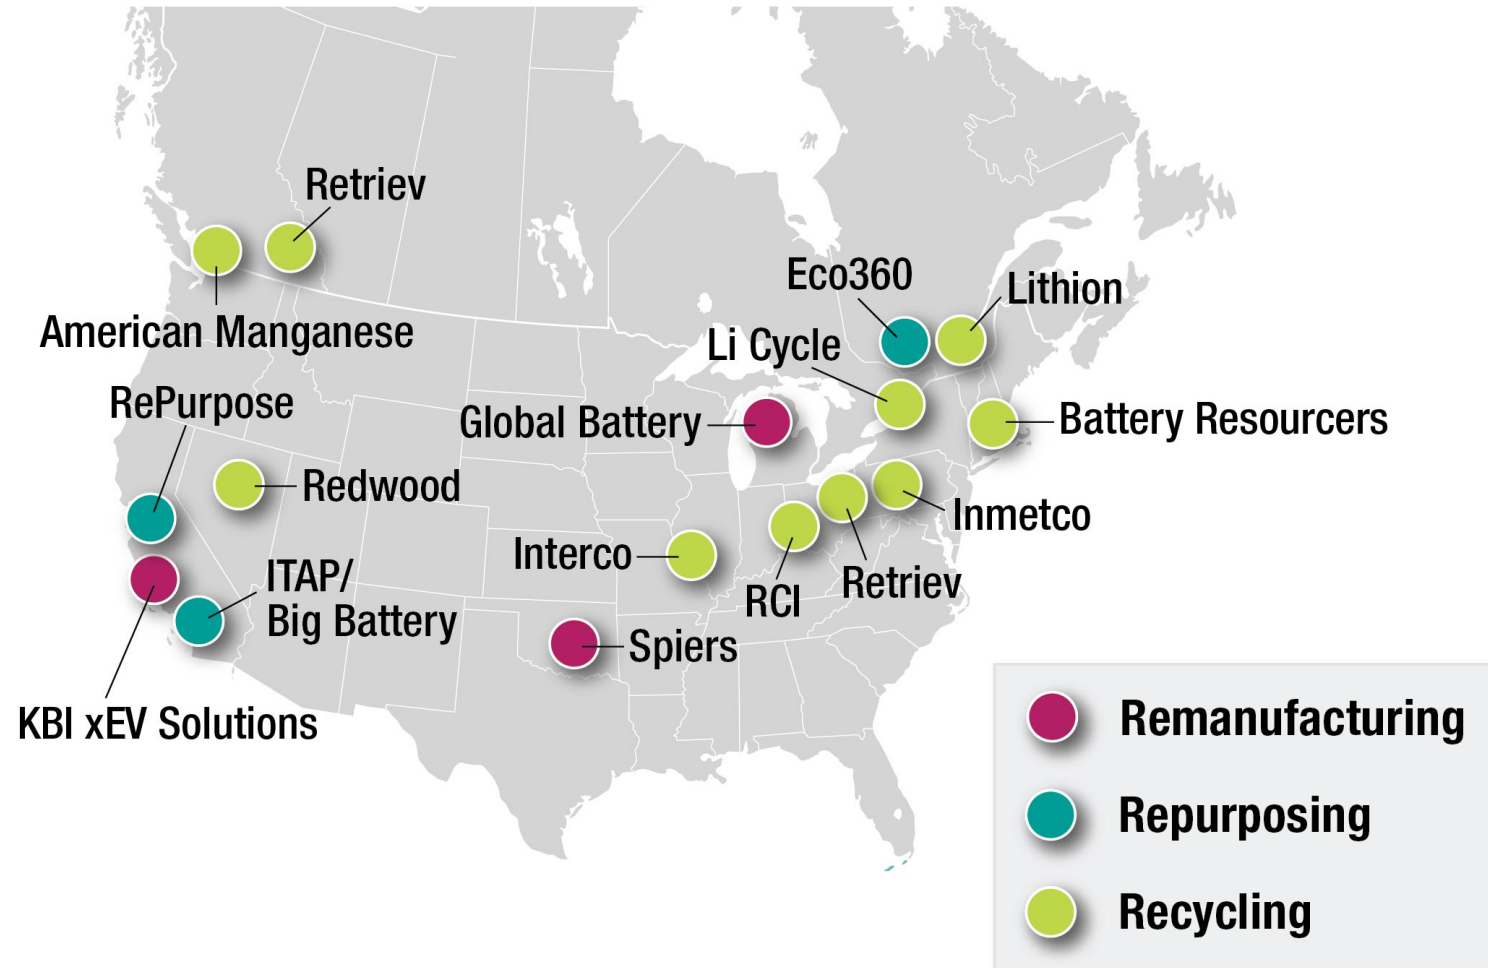 Retriev
American Manganese
Eco360
Lithion
Li Cycle
RePurpose
Global Battery
Battery Resourcers
Redwood
Inmetco
Interco
ITAP/
Big Battery
RCI
Retriev
Spiers
KBI xEV Solutions
Remanufacturing
Repurposing
Recycling